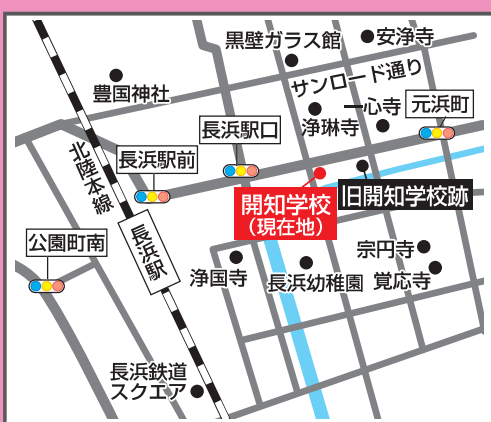 黒壁ガラス館
安浄寺
サンロード通り
豊国神社
元浜町
一心寺
浄琳寺
長浜駅口
長浜駅前
北陸本線
開知学校
(現在地)
旧開知学校跡
公園町南
長浜駅
宗円寺
浄国寺
長浜幼稚園
覚応寺
長浜鉄道
スクエア